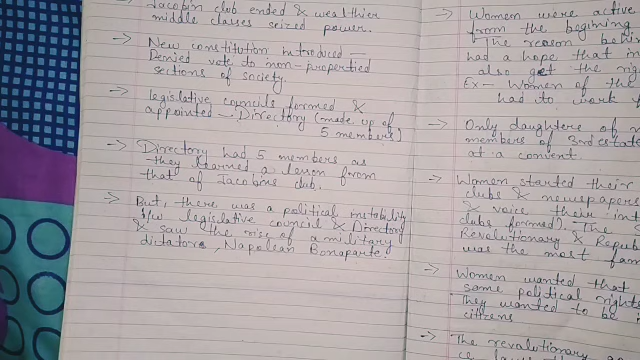 Jacobin club ended & wealthier
middle classes seized power.
→ New constitution introduced —
Denied vote to non-propertied
sections of society.
→ legislative councils formed &
appointed — Directory (made up of
5 members)
→ Directory had 5 members as
they learned a lesson from
that of Jacobins club.
→ But, there was a political instability
b/w legislative council & Directory
& saw the rise of a military
dictator, Napolean Bonaparte
→ Women were active
from the beginning
The reason behin
had a hope that in
also get the rig
Ex- Women of the
had to work
→ Only daughters of
members of 3rd estate
at a convent.
→ Women started their
clubs & newspapers
& voice their int
clubs formed). The
Revolutionary & Republ
was the most fam
→ Women wanted that
same political rights
They wanted to be
citizens
→ The revolutionary